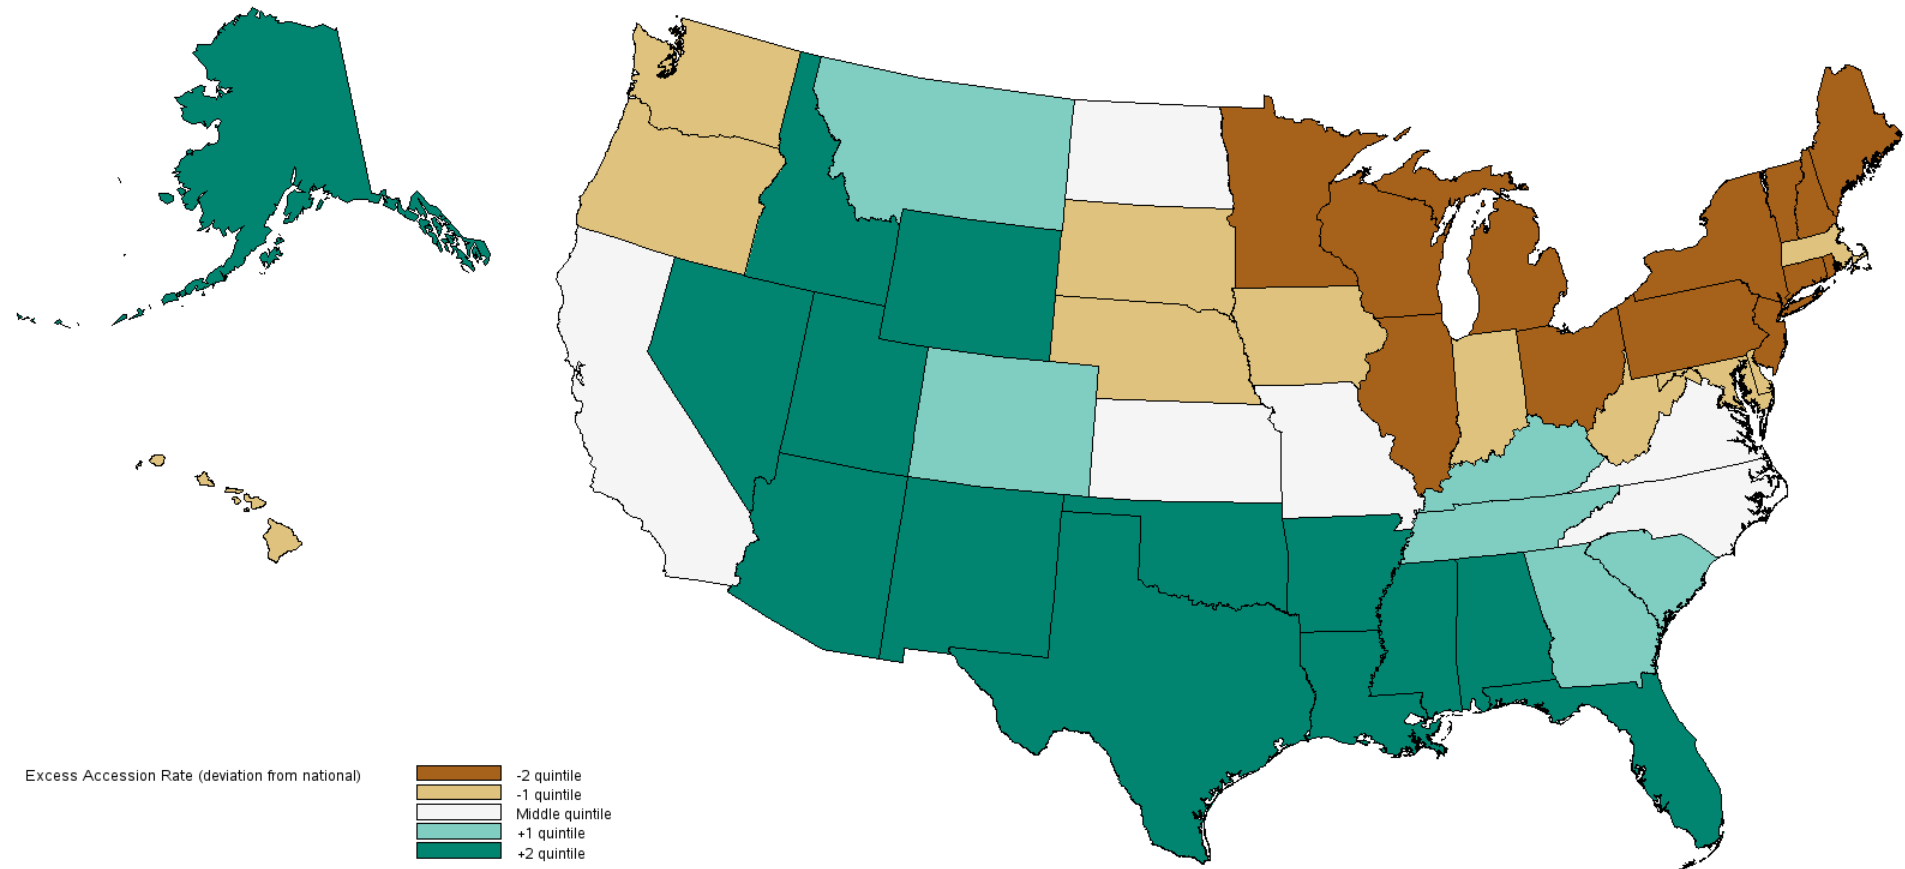 Excess Accession Rate (deviation from national)
-2 quintile
-1 quintile
Middle quintile
+1 quintile
+2 quintile